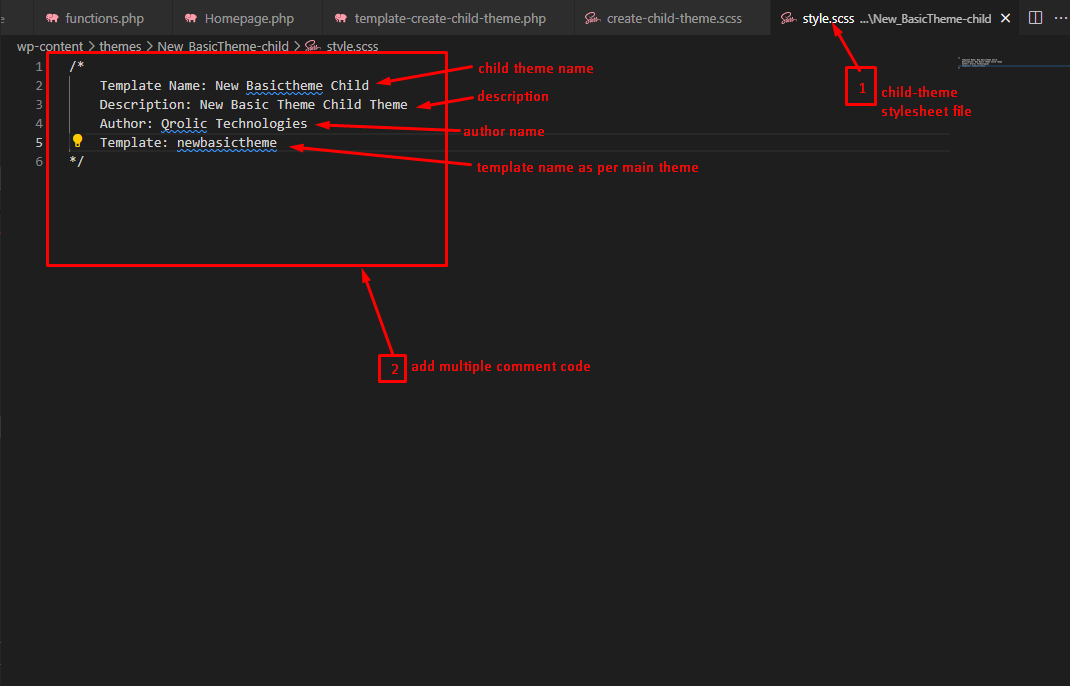 functions.php
Homepage.php
template-create-child-theme.php
create-child-theme.scss
style.scss ...\New_BasicTheme-child
wp-content > themes > New_BasicTheme-child > style.scss
1 /*
2 Template Name: New Basictheme Child
child theme name
3 Description: New Basic Theme Child Theme
description
4 Author: Qrolic Technologies
author name
5 Template: newbasictheme
template name as per main theme
6 */
1
child-theme
stylesheet file
2 add multiple comment code